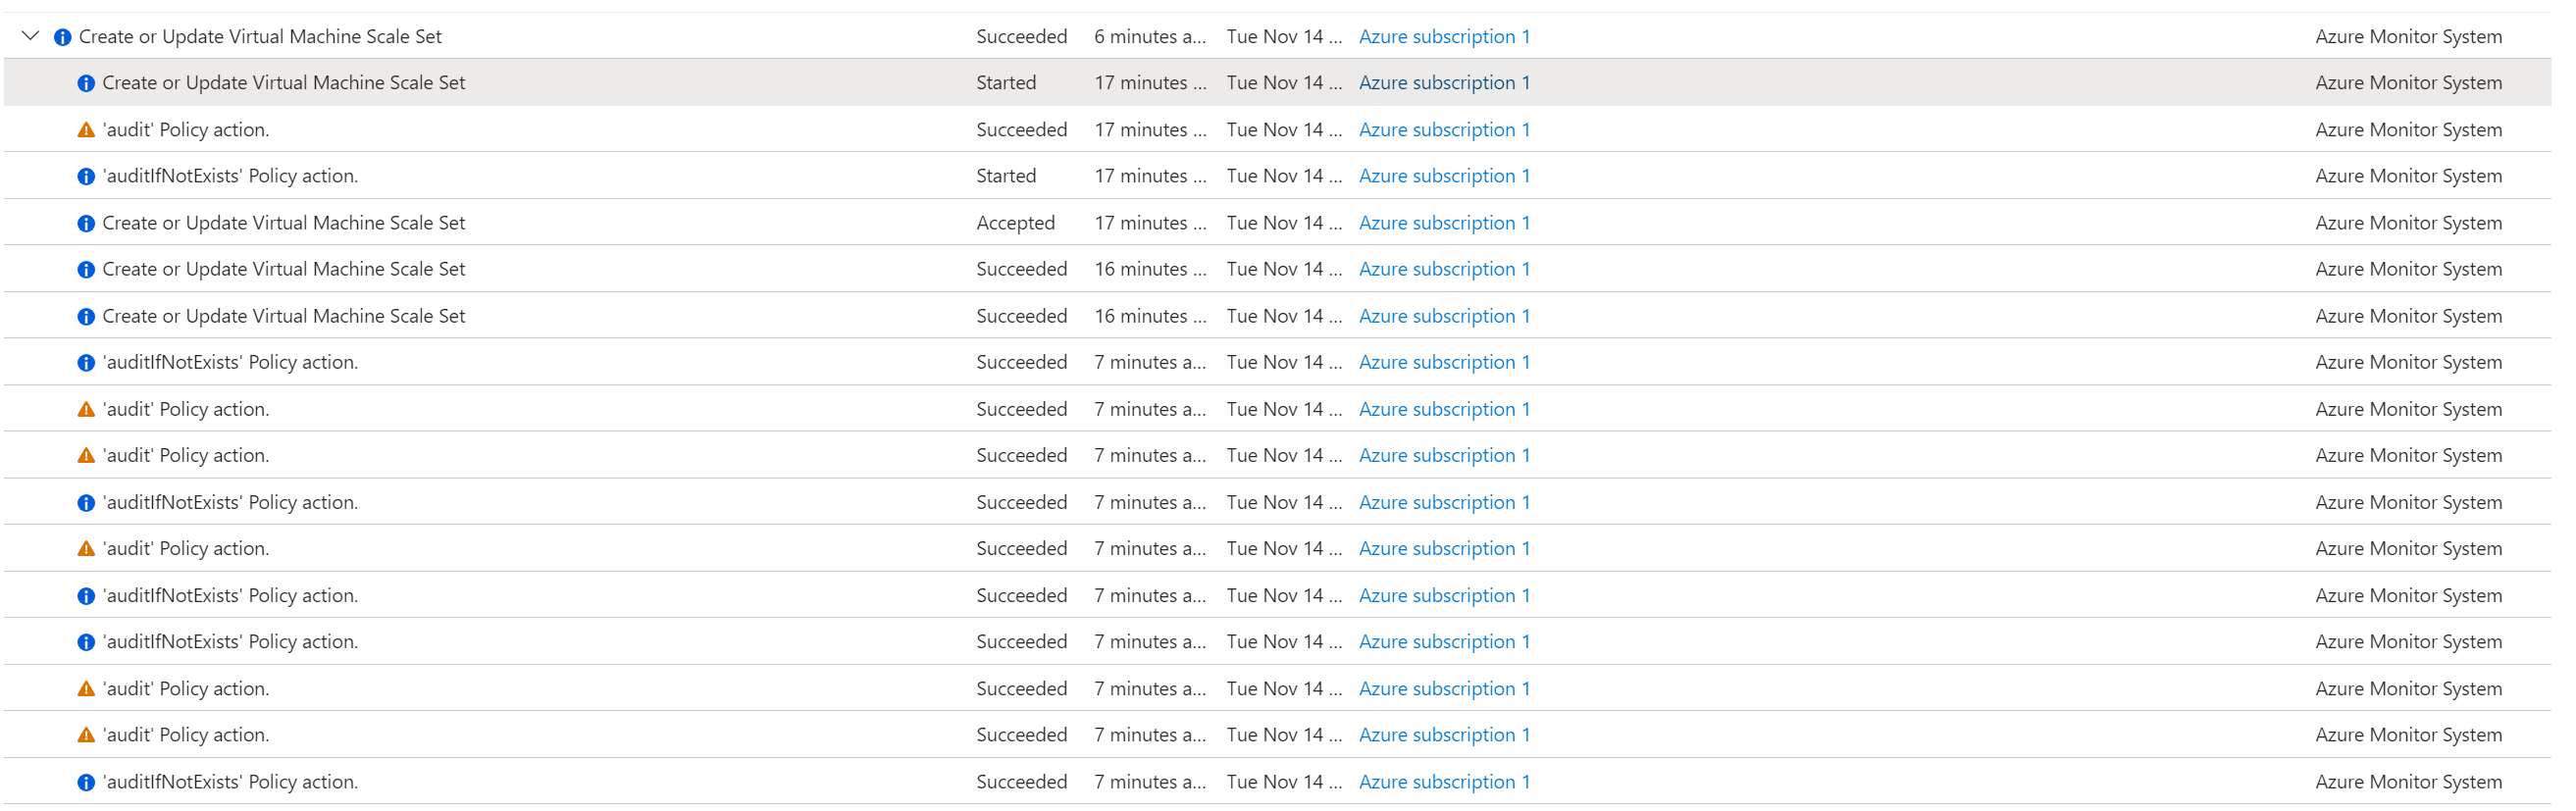 Create or Update Virtual Machine Scale Set Succeeded 6 minutes a... Tue Nov 14 ... Azure subscription 1 Azure Monitor System
Create or Update Virtual Machine Scale Set Started 17 minutes ... Tue Nov 14 ... Azure subscription 1 Azure Monitor System
'audit' Policy action. Succeeded 17 minutes ... Tue Nov 14 ... Azure subscription 1 Azure Monitor System
'auditIfNotExists' Policy action. Started 17 minutes ... Tue Nov 14 ... Azure subscription 1 Azure Monitor System
Create or Update Virtual Machine Scale Set Accepted 17 minutes ... Tue Nov 14 ... Azure subscription 1 Azure Monitor System
Create or Update Virtual Machine Scale Set Succeeded 16 minutes ... Tue Nov 14 ... Azure subscription 1 Azure Monitor System
Create or Update Virtual Machine Scale Set Succeeded 16 minutes ... Tue Nov 14 ... Azure subscription 1 Azure Monitor System
'auditIfNotExists' Policy action. Succeeded 7 minutes a... Tue Nov 14 ... Azure subscription 1 Azure Monitor System
'audit' Policy action. Succeeded 7 minutes a... Tue Nov 14 ... Azure subscription 1 Azure Monitor System
'audit' Policy action. Succeeded 7 minutes a... Tue Nov 14 ... Azure subscription 1 Azure Monitor System
'auditIfNotExists' Policy action. Succeeded 7 minutes a... Tue Nov 14 ... Azure subscription 1 Azure Monitor System
'audit' Policy action. Succeeded 7 minutes a... Tue Nov 14 ... Azure subscription 1 Azure Monitor System
'auditIfNotExists' Policy action. Succeeded 7 minutes a... Tue Nov 14 ... Azure subscription 1 Azure Monitor System
'auditIfNotExists' Policy action. Succeeded 7 minutes a... Tue Nov 14 ... Azure subscription 1 Azure Monitor System
'audit' Policy action. Succeeded 7 minutes a... Tue Nov 14 ... Azure subscription 1 Azure Monitor System
'audit' Policy action. Succeeded 7 minutes a... Tue Nov 14 ... Azure subscription 1 Azure Monitor System
'auditIfNotExists' Policy action. Succeeded 7 minutes a... Tue Nov 14 ... Azure subscription 1 Azure Monitor System